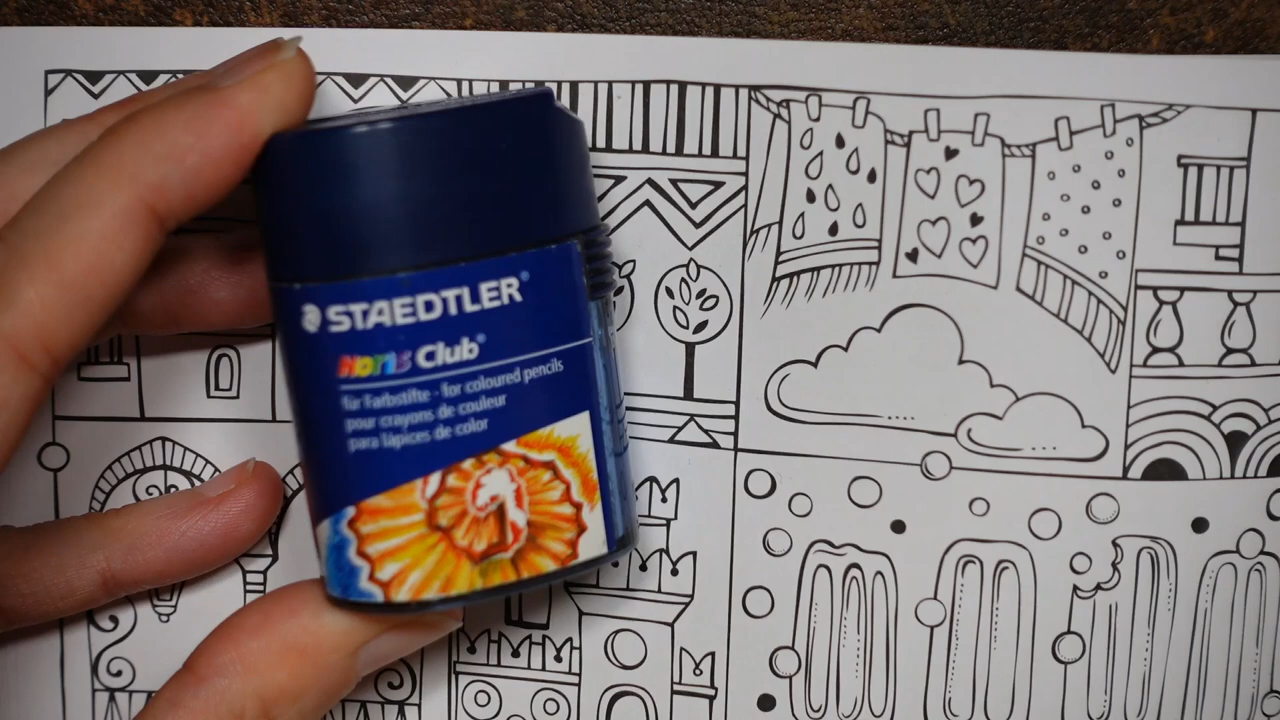 STAEDTLER®
Noris Club®
für Farbstifte - for coloured pencils
pour crayons de couleur
para lápices de color